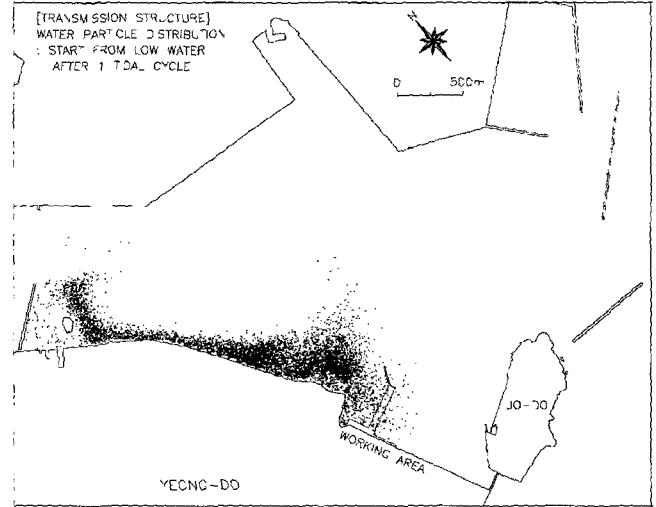 [TRANSMISSION STRUCTURE]
WATER PARTICLE DISTRIBUTION
: START FROM LOW WATER
AFTER 1 TIDAL CYCLE
N
0 500m
JO-DO
WORKING AREA
YEONG-DO